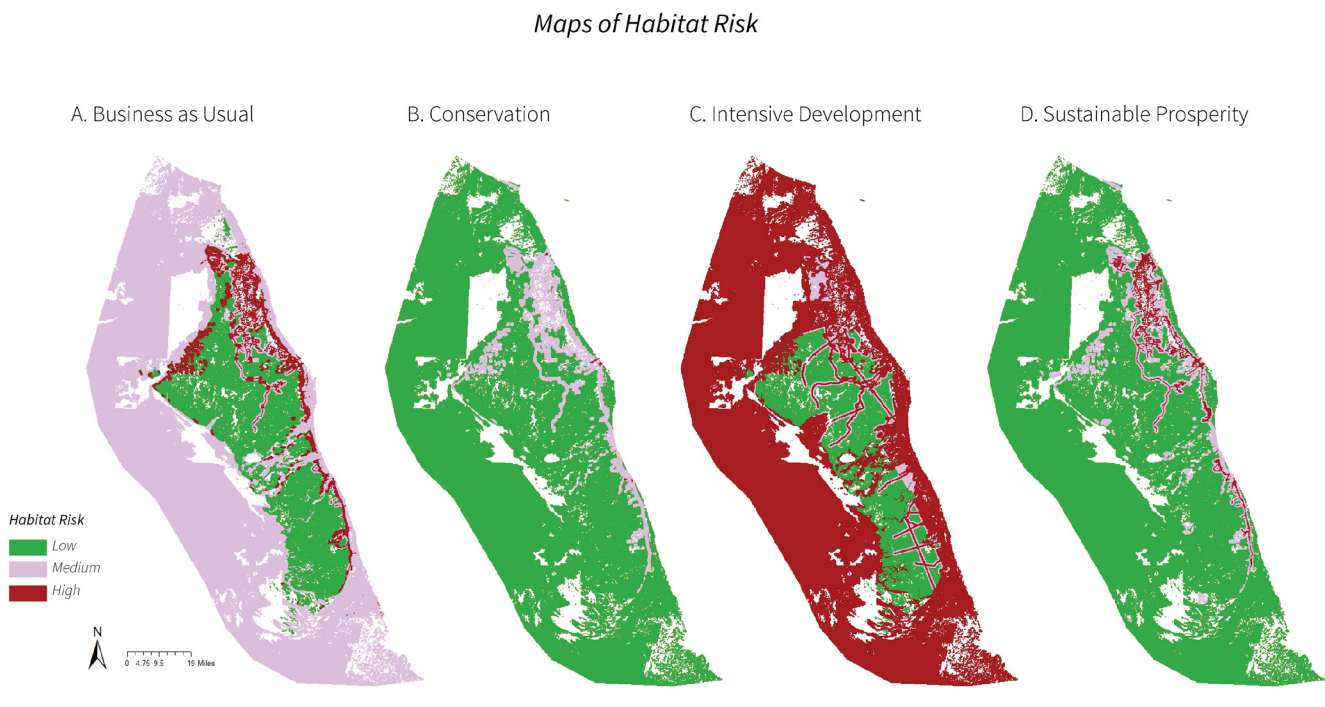 Maps of Habitat Risk
A. Business as Usual
B. Conservation
C. Intensive Development
D. Sustainable Prosperity
Habitat Risk
Low
Medium
High
N
0 4.75 9.5 19 Miles